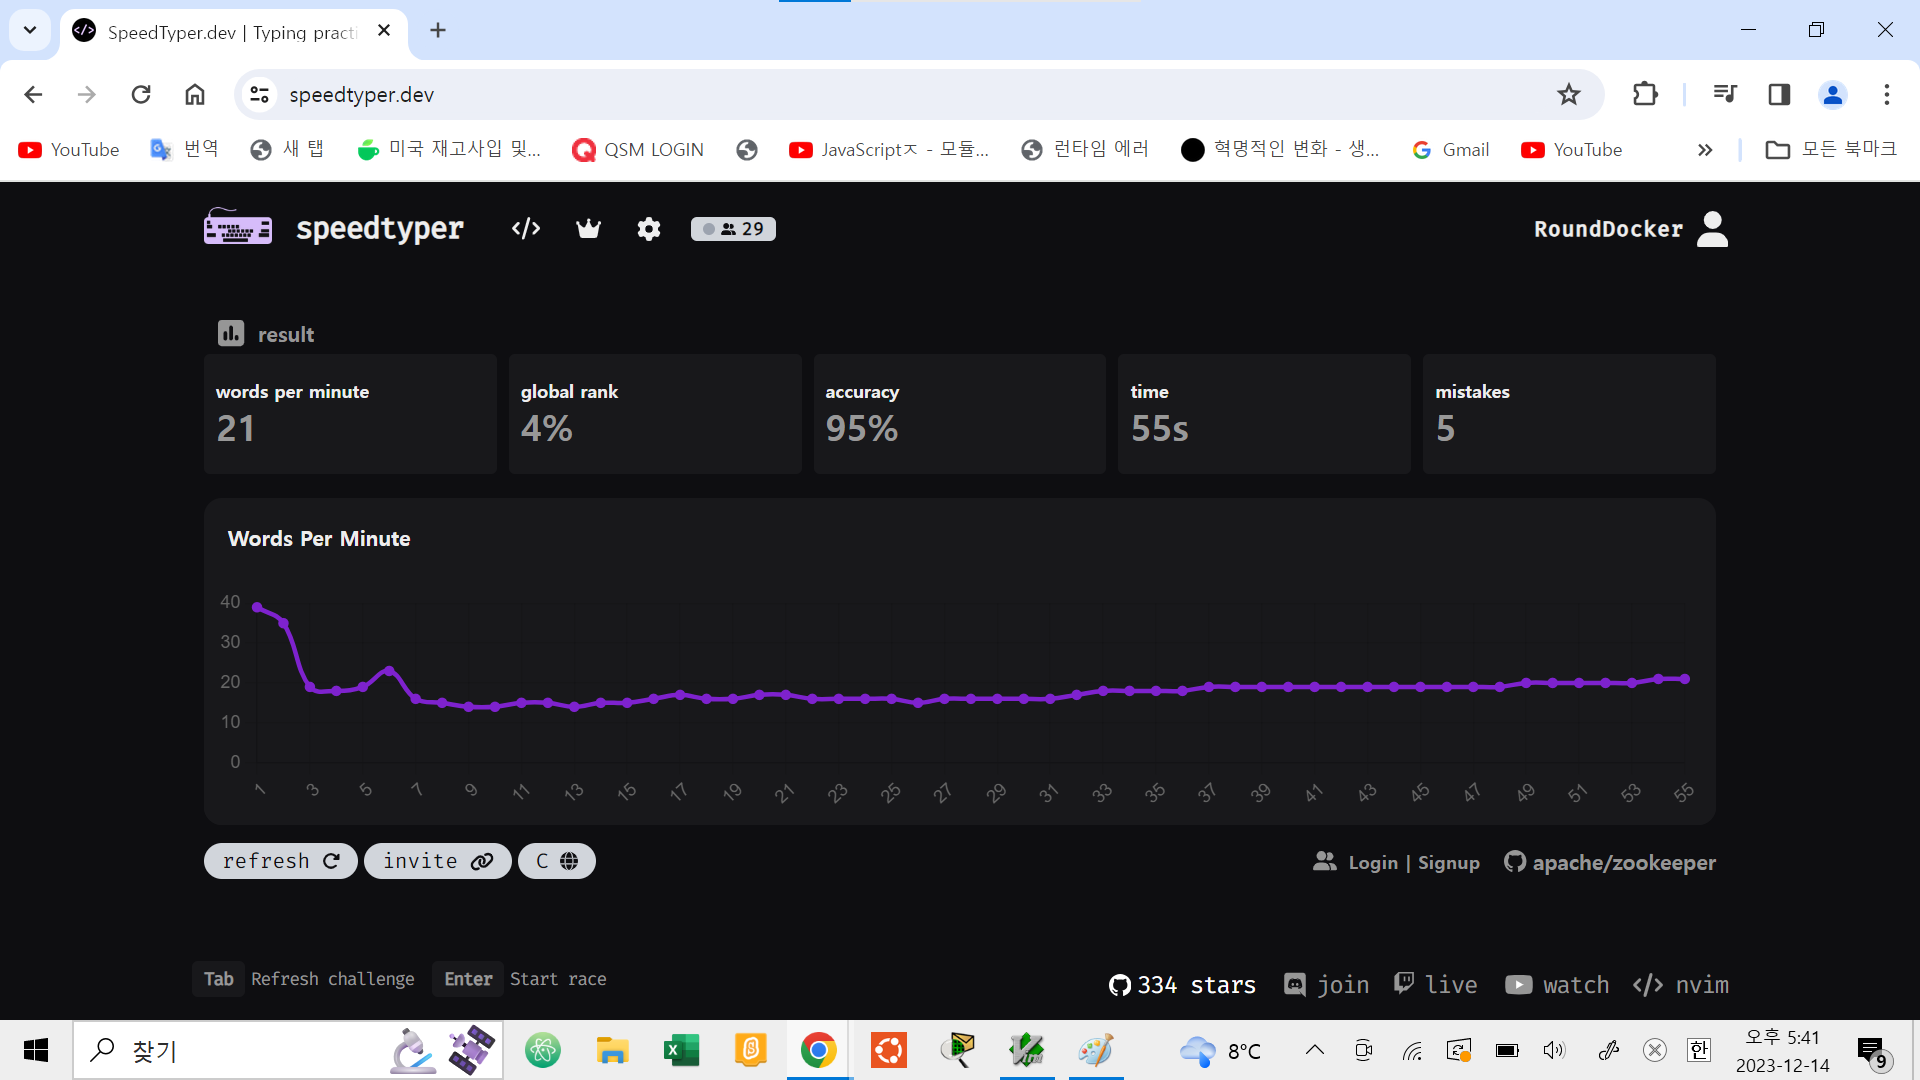 SpeedTyper.dev | Typing practi
speedtyper.dev
YouTube 번역 새 탭 미국 재고사입 및... QSM LOGIN JavaScriptㅈ - 모듈... 런타임 에러 혁명적인 변화 - 생... Gmail YouTube 모든 북마크
speedtyper </> 29 RoundDocker
result
words per minute global rank accuracy time mistakes
21 4% 95% 55s 5
Words Per Minute
40
30
20
10
0
1 3 5 7 9 11 13 15 17 19 21 23 25 27 29 31 33 35 37 39 41 43 45 47 49 51 53 55
refresh invite C Login | Signup apache/zookeeper
Tab Refresh challenge Enter Start race 334 stars join live watch </> nvim
찾기 8°C 한 오후 5:41
2023-12-14 9